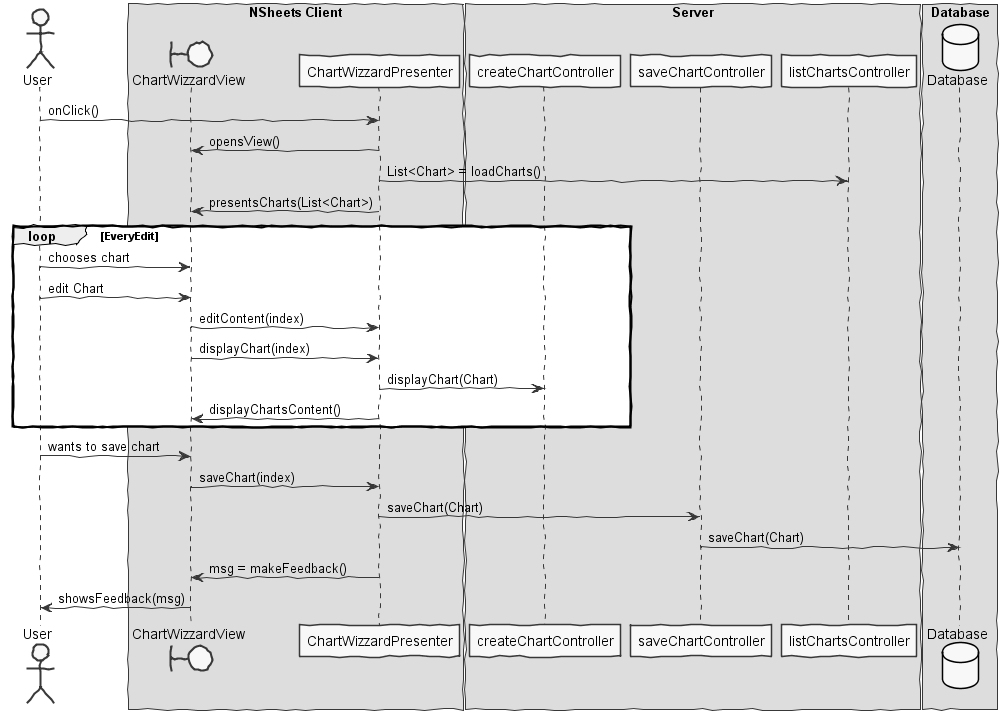 NSheets Client
Server
Database
User
ChartWizzardView
ChartWizzardPresenter
createChartController
saveChartController
listChartsController
Database
onClick()
opensView()
List<Chart> = loadCharts()
presentsCharts(List<Chart>)
loop
[EveryEdit]
chooses chart
edit Chart
editContent(index)
displayChart(index)
displayChart(Chart)
displayChartsContent()
wants to save chart
saveChart(index)
saveChart(Chart)
saveChart(Chart)
msg = makeFeedback()
showsFeedback(msg)
User
ChartWizzardView
ChartWizzardPresenter
createChartController
saveChartController
listChartsController
Database